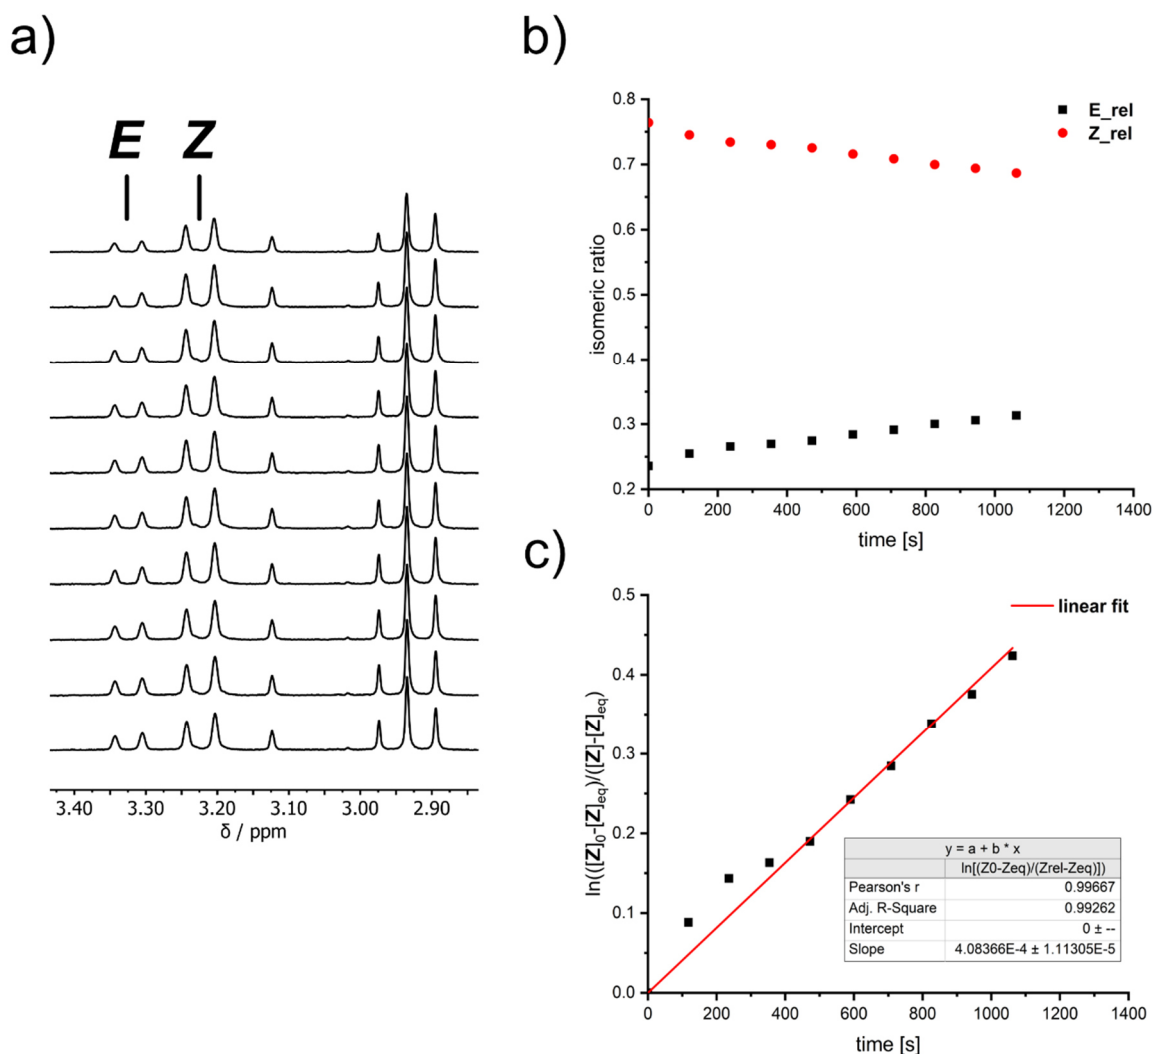 a)
E Z
3.40 3.30 3.20 3.10 3.00 2.90
δ / ppm
b)
E_rel
Z_rel
isomeric ratio
0.8
0.7
0.6
0.5
0.4
0.3
0.2
0 200 400 600 800 1000 1200 1400
time [s]
c)
linear fit
ln(([Z]0-[Z]eq)/([Z]-[Z]eq)
0.5
0.4
0.3
0.2
0.1
0.0
y = a + b * x
ln[(Z0-Zeq)/(Zrel-Zeq)])
Pearson's r 0.99667
Adj. R-Square 0.99262
Intercept 0 ± --
Slope 4.08366E-4 ± 1.11305E-5
0 200 400 600 800 1000 1200 1400
time [s]